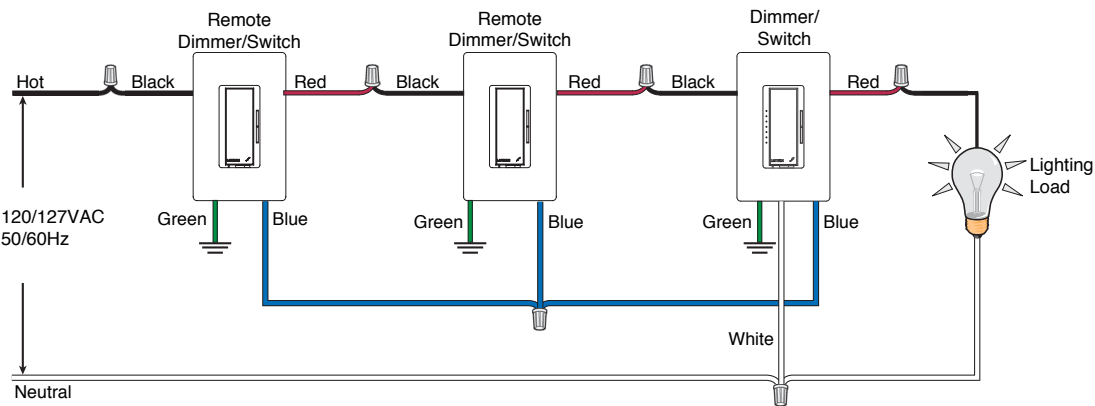 Remote
Dimmer/Switch
Remote
Dimmer/Switch
Dimmer/
Switch
Hot
Black
Red
Black
Red
Black
Red
Lighting
Load
120/127VAC
50/60Hz
Green
Blue
Green
Blue
Green
Blue
White
Neutral